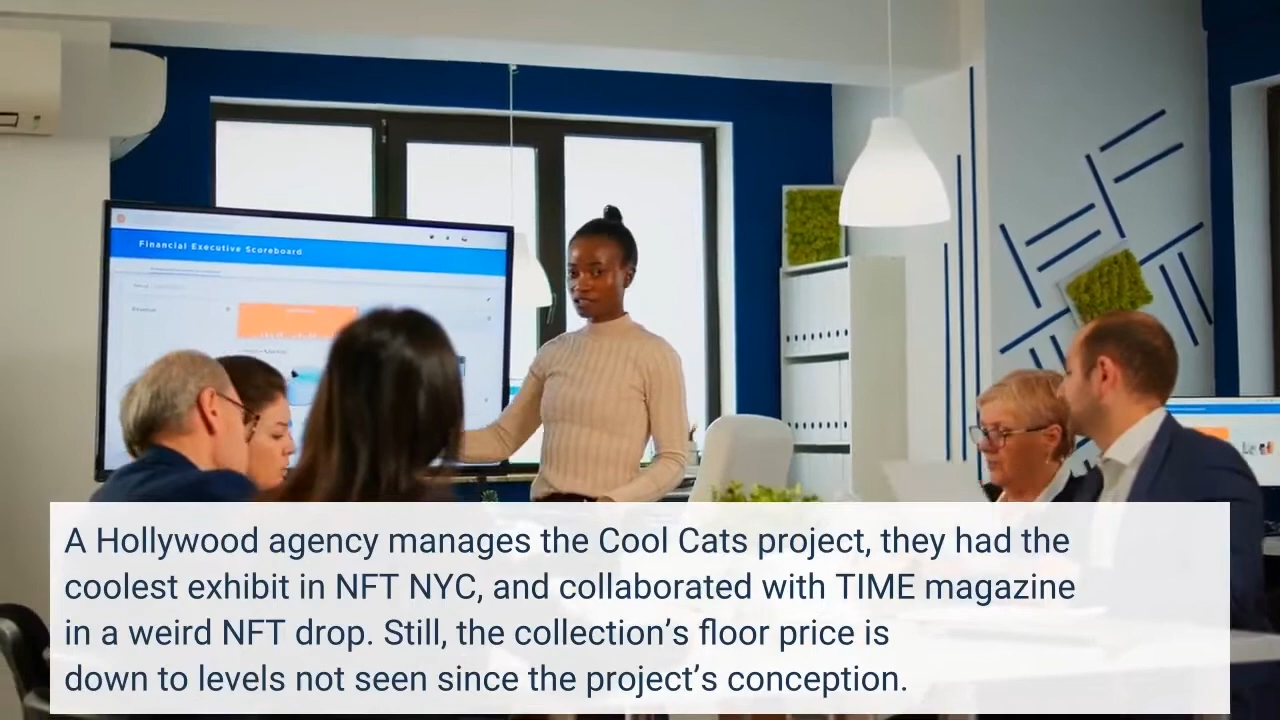 Financial Executive Scoreboard
A Hollywood agency manages the Cool Cats project, they had the
coolest exhibit in NFT NYC, and collaborated with TIME magazine
in a weird NFT drop. Still, the collection’s floor price is
down to levels not seen since the project’s conception.